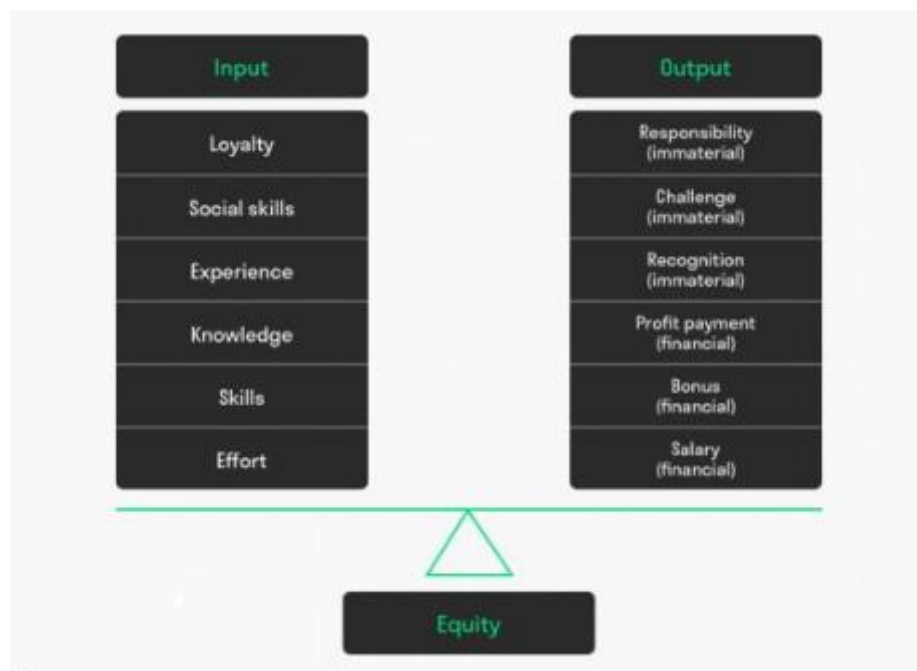 Input
Output
Loyalty
Responsibility
(immaterial)
Social skills
Challenge
(immaterial)
Experience
Recognition
(immaterial)
Knowledge
Profit payment
(financial)
Skills
Bonus
(financial)
Effort
Salary
(financial)
Equity